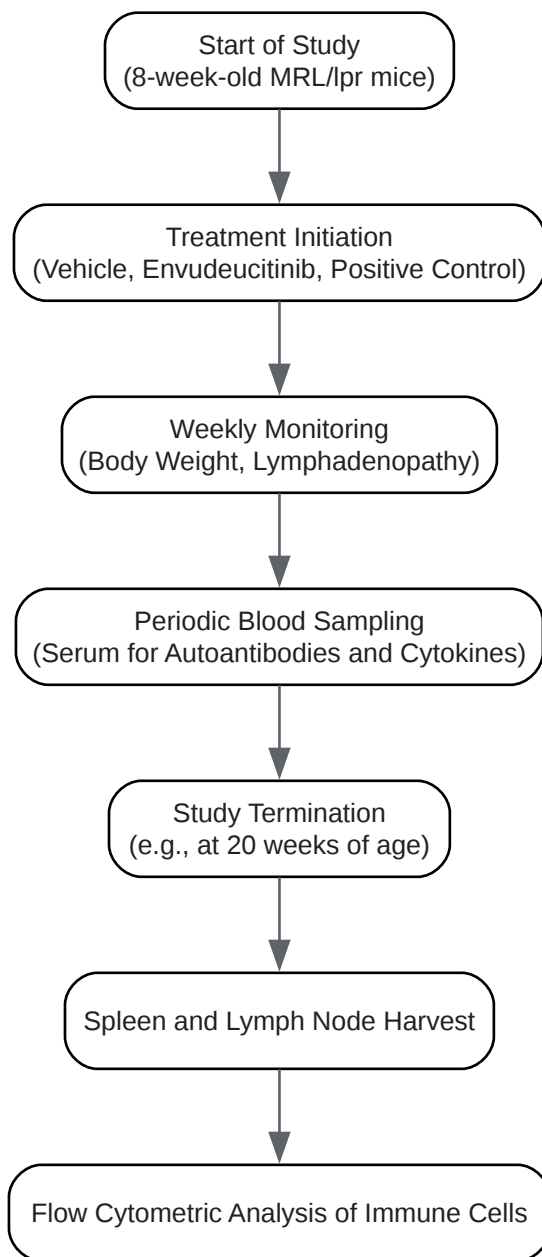 Start of Study
(8-week-old MRL/lpr mice)
Treatment Initiation
(Vehicle, Envudeucitinib, Positive Control)
Weekly Monitoring
(Body Weight, Lymphadenopathy)
Periodic Blood Sampling
(Serum for Autoantibodies and Cytokines)
Study Termination
(e.g., at 20 weeks of age)
Spleen and Lymph Node Harvest
Flow Cytometric Analysis of Immune Cells